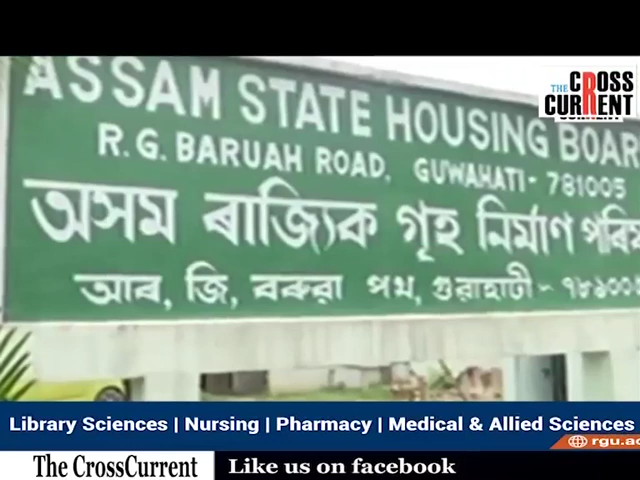 THE CROSS
CURRENT
ASSAM STATE HOUSING BOAR
R.G. BARUAH ROAD, GUWAHATI - 781005
অসম ৰাজ্যিক গৃহ নিৰ্মাণ পৰিষ
আৰ, জি, বৰুৱা পথ, গুৱাহাটী - ৭৮১০০৫
Library Sciences | Nursing | Pharmacy | Medical & Allied Sciences
rgu.ac
The CrossCurrent Like us on facebook